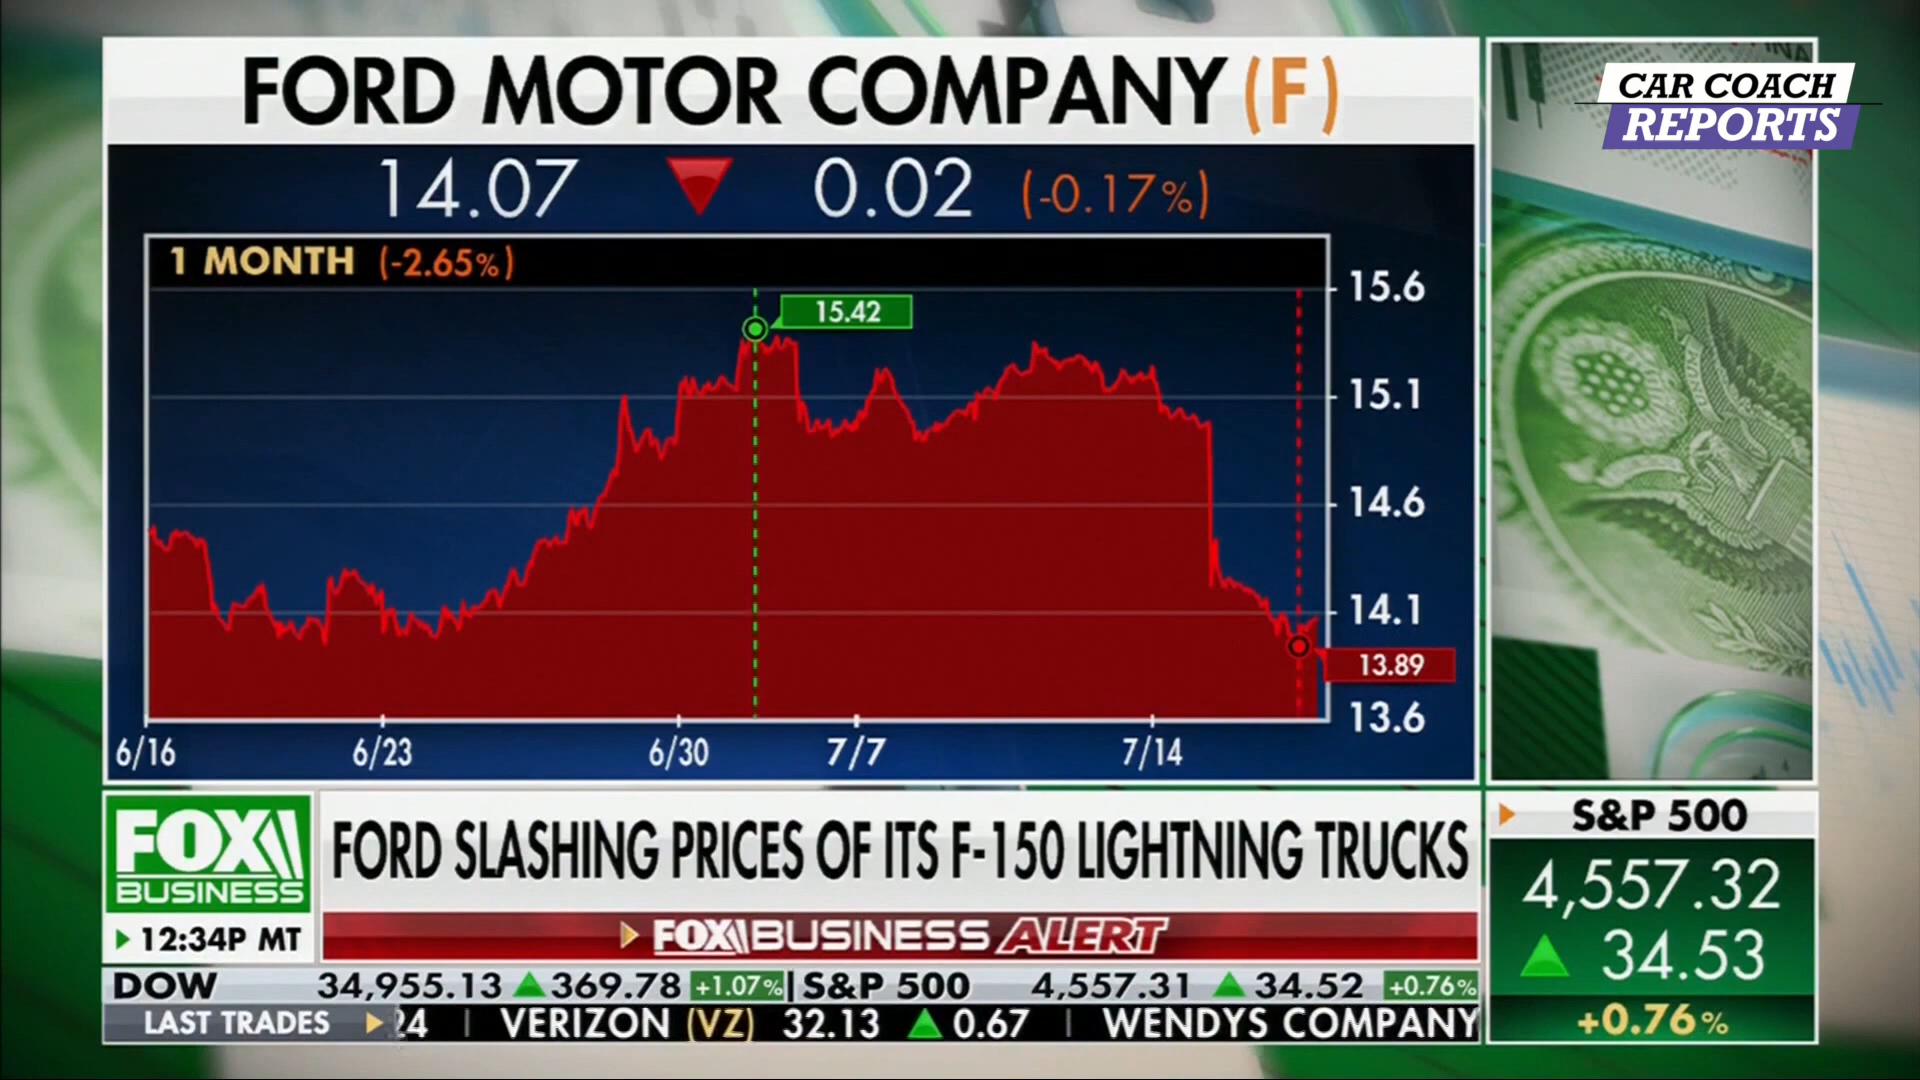 FORD MOTOR COMPANY (F)
14.07 ▼ 0.02 (-0.17%)
1 MONTH (-2.65%)
15.42
15.6
15.1
14.6
14.1
13.89
13.6
6/16 6/23 6/30 7/7 7/14
CAR COACH
REPORTS
FOX
BUSINESS
12:34P MT
FORD SLASHING PRICES OF ITS F-150 LIGHTNING TRUCKS
FOX BUSINESS ALERT
S&P 500
4,557.32
▲ 34.53
+0.76%
DOW 34,955.13 ▲ 369.78 +1.07% | S&P 500 4,557.31 ▲ 34.52 +0.76%
LAST TRADES 24 | VERIZON (VZ) 32.13 ▲ 0.67 | WENDYS COMPANY